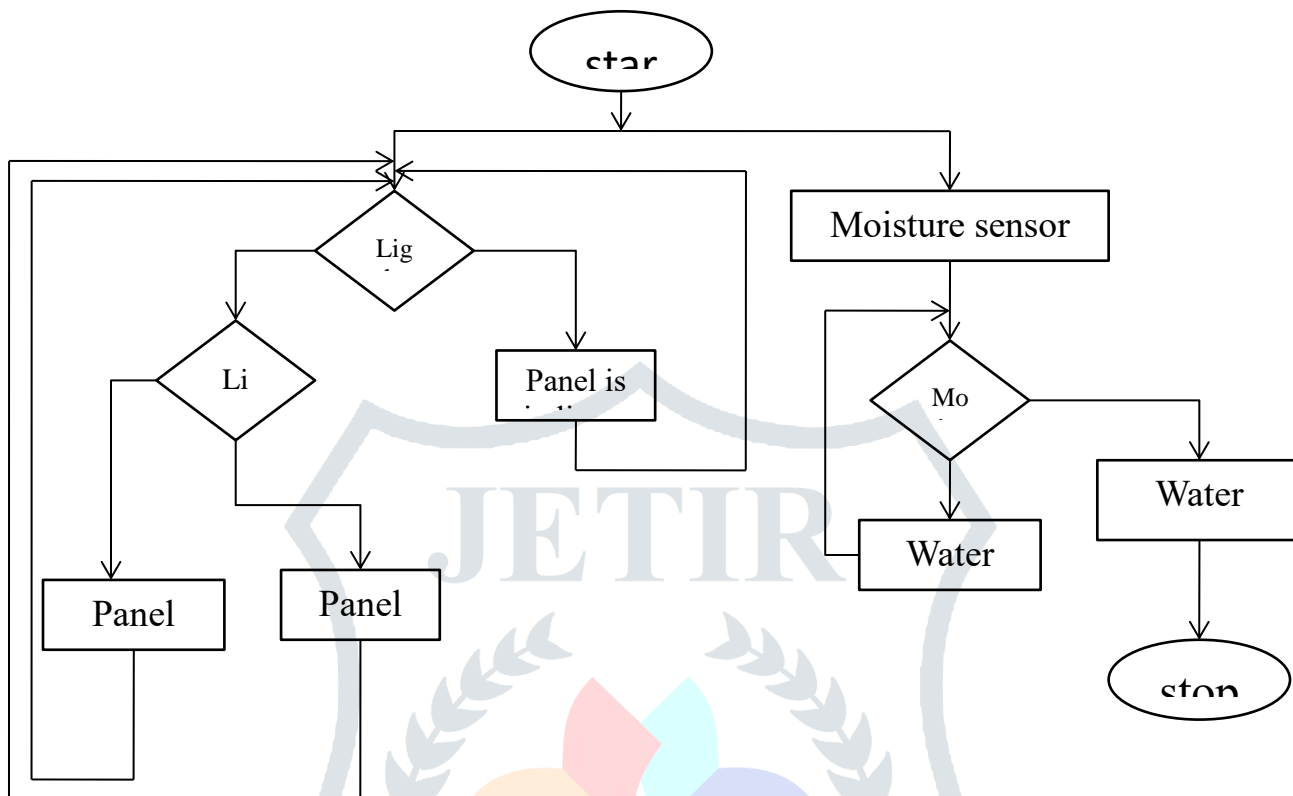 star
Moisture sensor
Lig
Li
Panel is
Mo
Water
Water
JETIR
Panel
Panel
stop